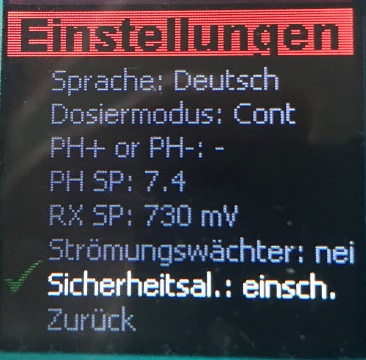 Einstellungen
Sprache: Deutsch
Dosiermodus: Cont
PH+ or PH-: -
PH SP: 7.4
RX SP: 730 mV
Strömungswächter: nei
Sicherheitsal.: einsch.
Zurück